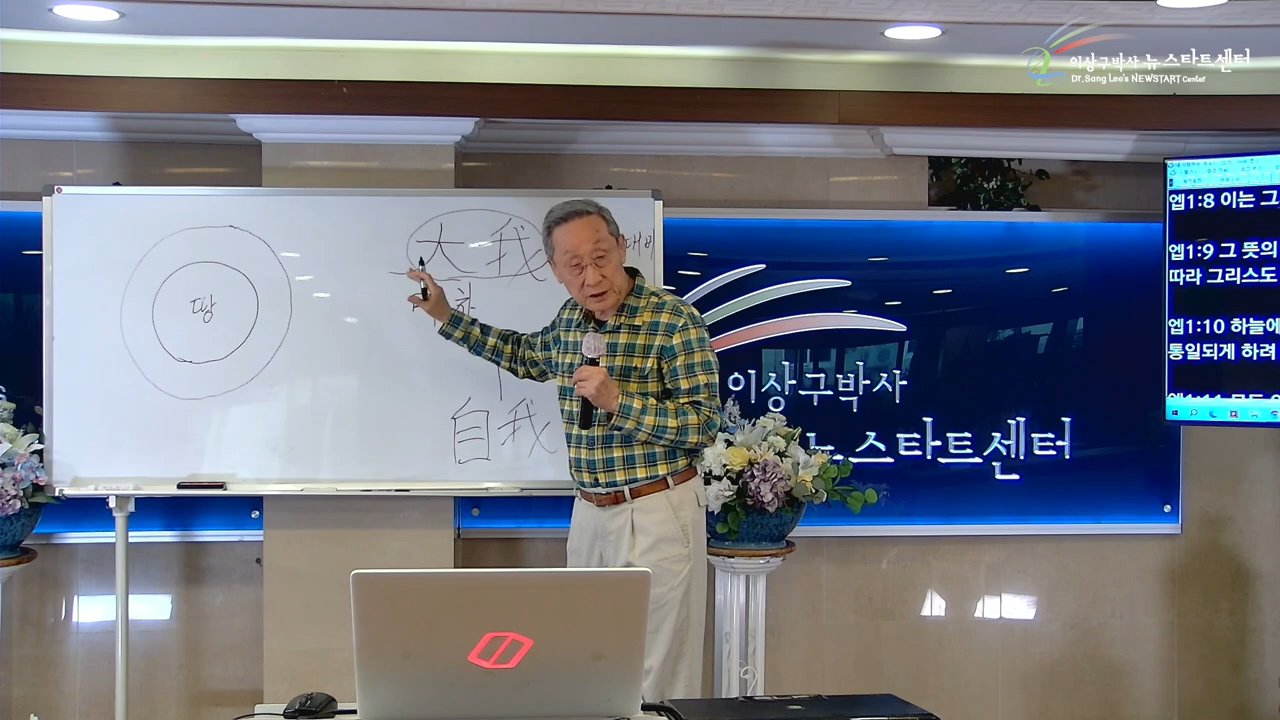 이상구박사 뉴스타트센터
Dr.Sang Lee's NEWSTART Center
땅
大我
自我
이상구박사
뉴스타트센터
엡1:8 이는 그
엡1:9 그 뜻의
따라 그리스도
엡1:10 하늘에
통일되게 하려